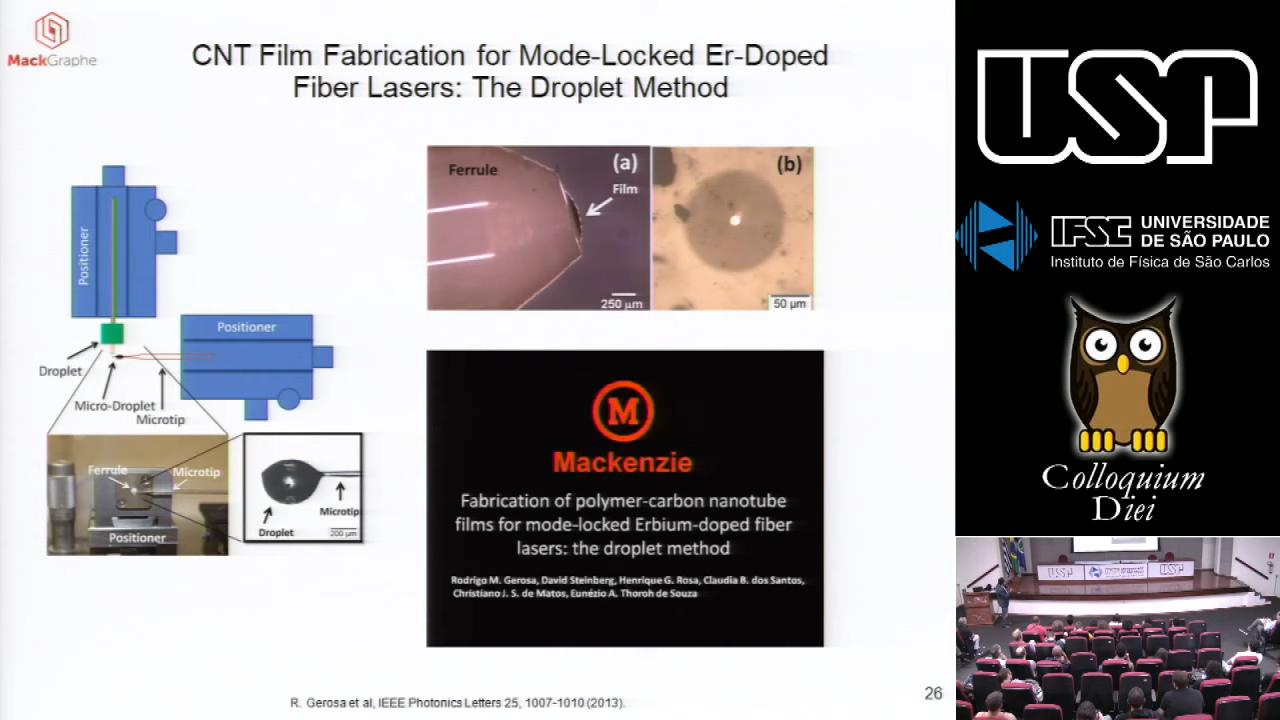 MackGraphe
CNT Film Fabrication for Mode-Locked Er-Doped
Fiber Lasers: The Droplet Method
Positioner
Positioner
Droplet
Micro-Droplet
Microtip
Ferrule
Microtip
Positioner
Microtip
Droplet
200 µm
Ferrule
(a)
Film
250 µm
(b)
50 µm
M
Mackenzie
Fabrication of polymer-carbon nanotube
films for mode-locked Erbium-doped fiber
lasers: the droplet method
Rodrigo M. Gerosa, David Steinberg, Henrique G. Rosa, Claudia B. dos Santos,
Christiano J. S. de Matos, Eunézio A. Thoroh de Souza
R. Gerosa et al, IEEE Photonics Letters 25, 1007-1010 (2013).
26
USP
IFSC
UNIVERSIDADE
DE SÃO PAULO
Instituto de Física de São Carlos
Colloquium
Diei
USP
USP